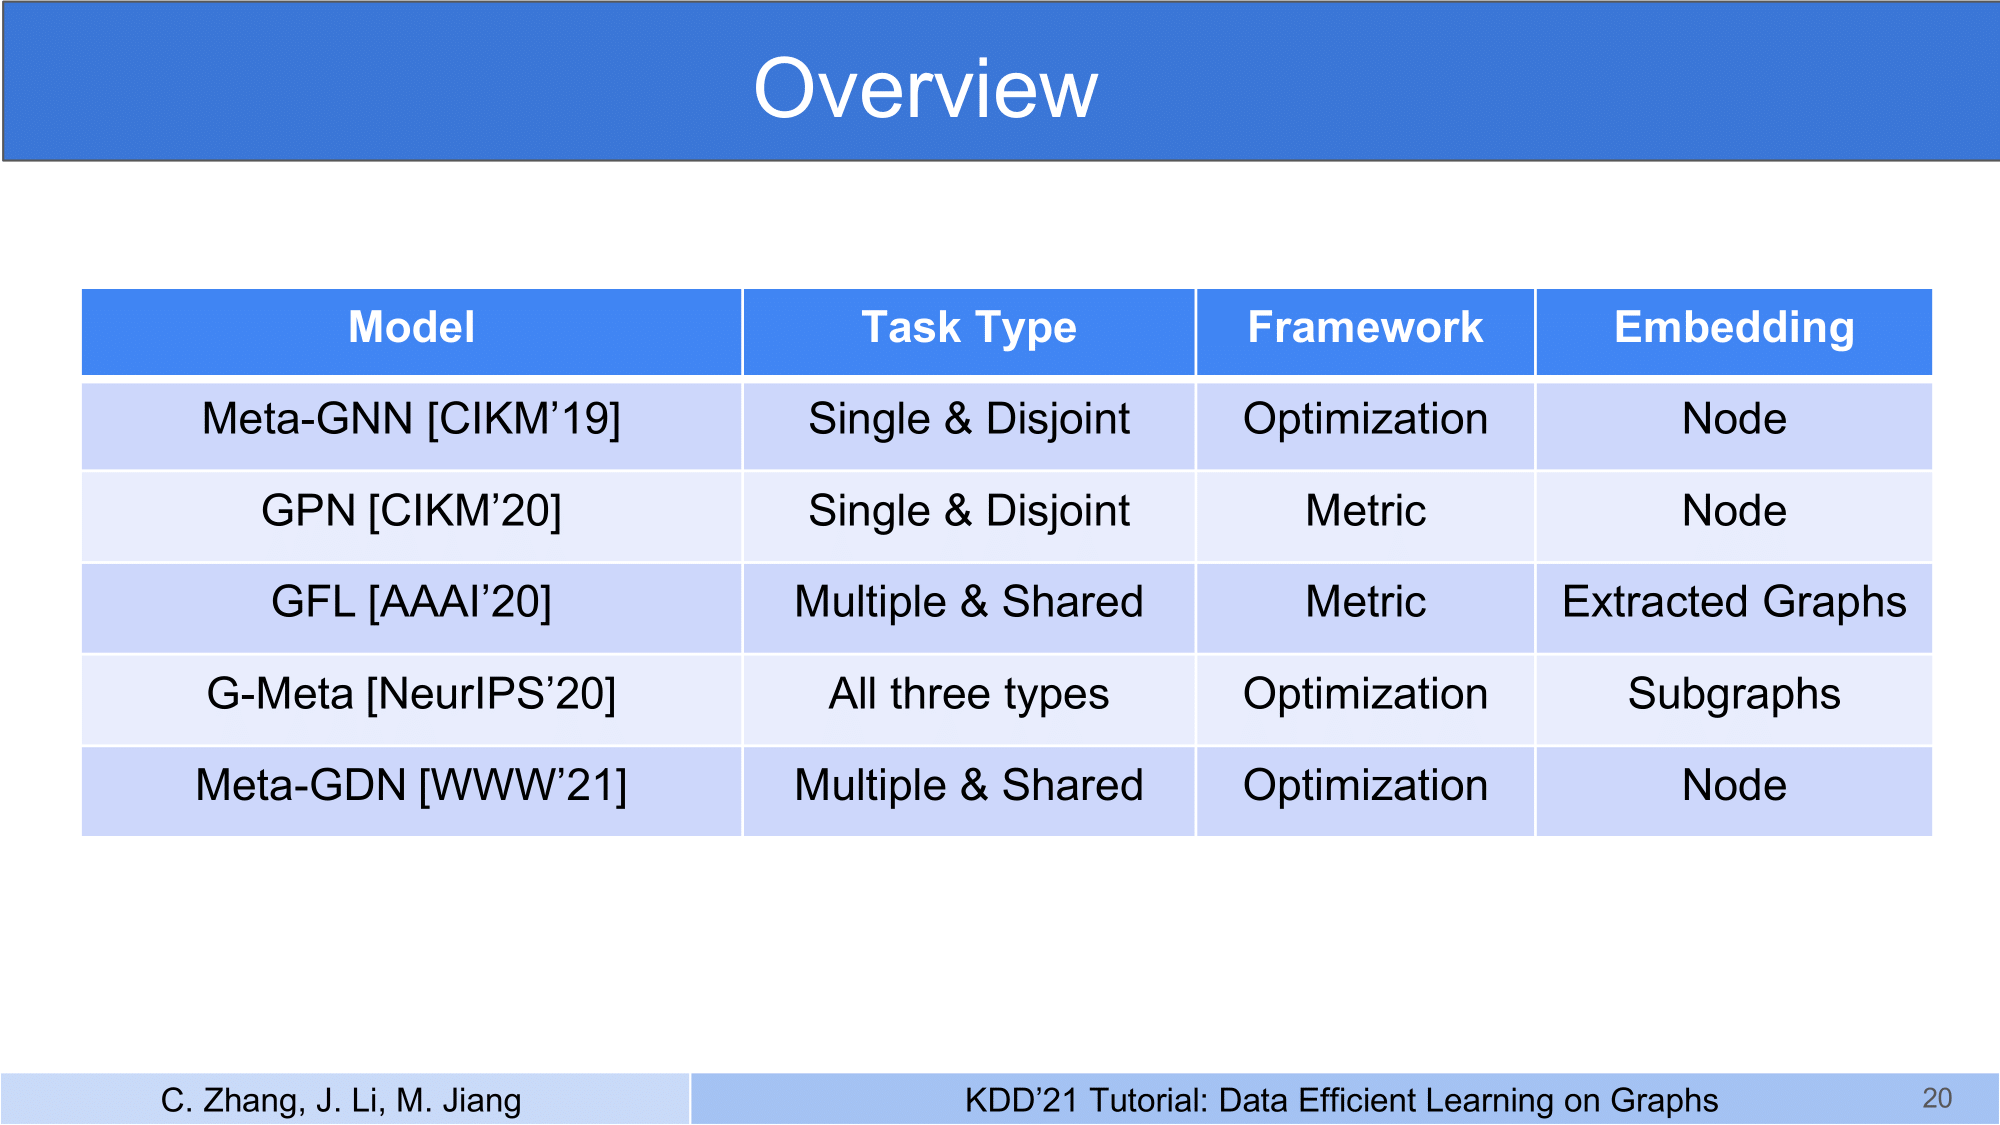 Overview
Model Task Type Framework Embedding
Meta-GNN [CIKM’19] Single & Disjoint Optimization Node
GPN [CIKM’20] Single & Disjoint Metric Node
GFL [AAAI’20] Multiple & Shared Metric Extracted Graphs
G-Meta [NeurIPS’20] All three types Optimization Subgraphs
Meta-GDN [WWW’21] Multiple & Shared Optimization Node
C. Zhang, J. Li, M. Jiang KDD’21 Tutorial: Data Efficient Learning on Graphs 20